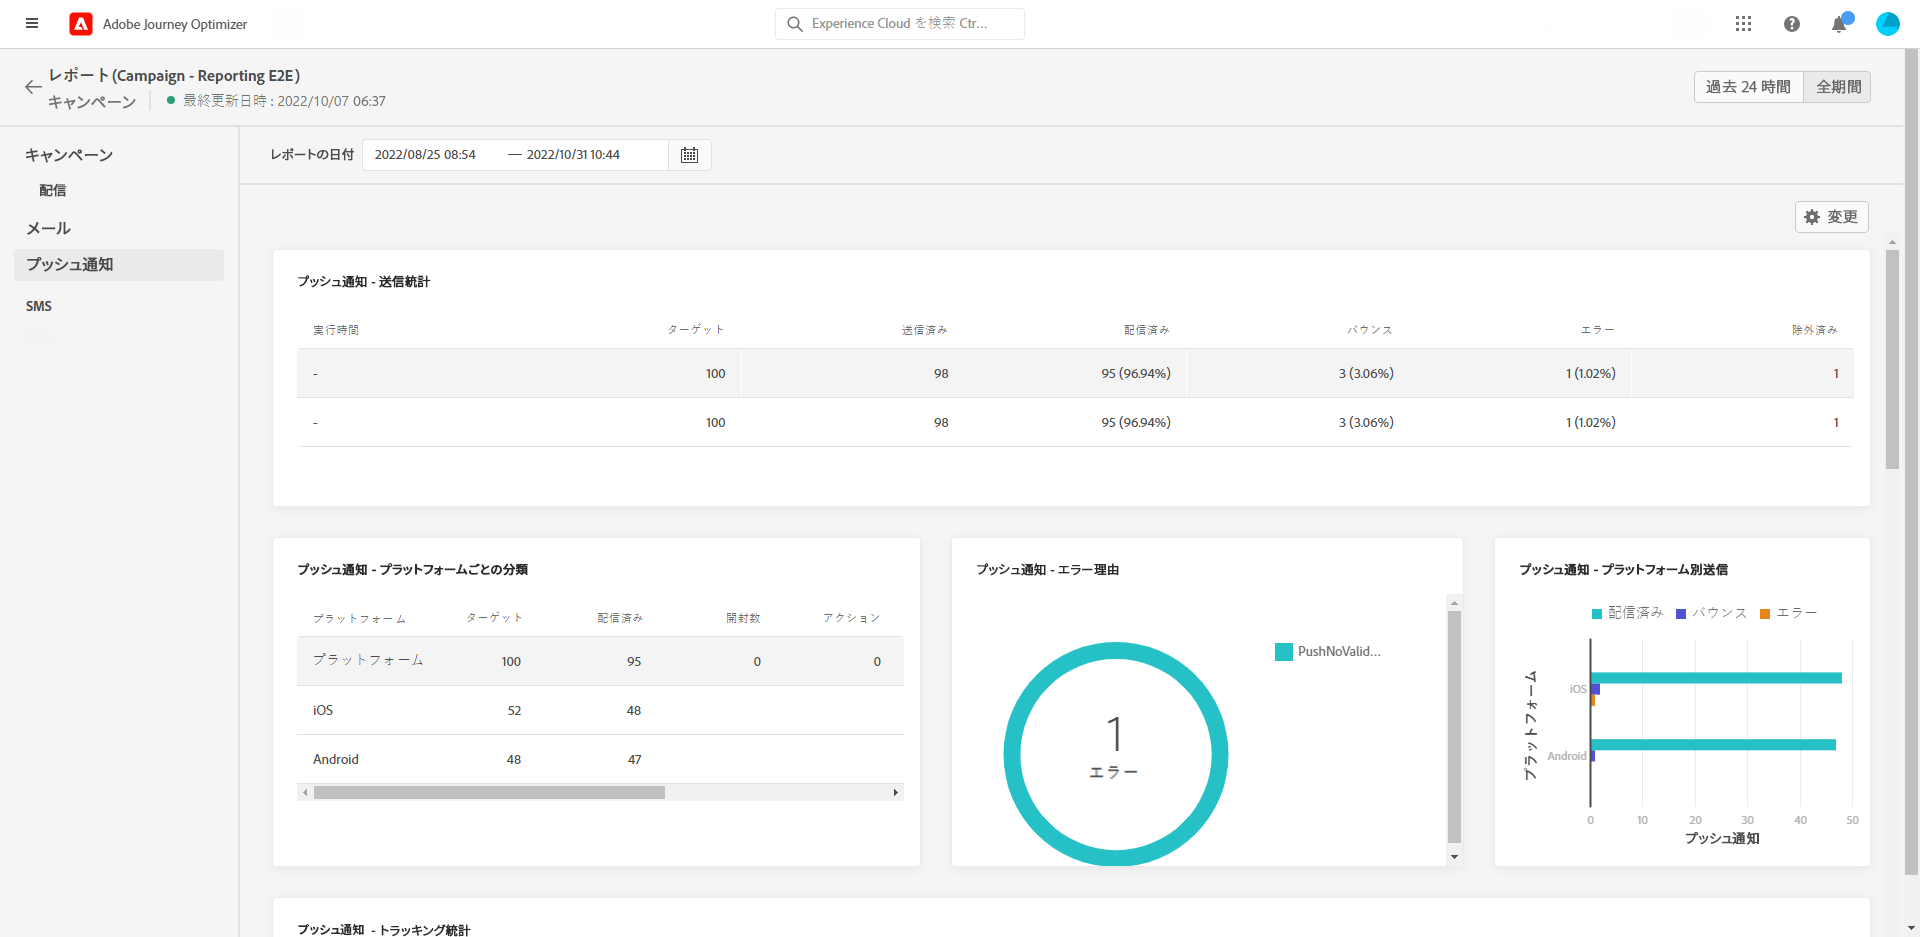 Adobe Journey Optimizer
Experience Cloud を検索 Ctr...
レポート (Campaign - Reporting E2E)
キャンペーン
最終更新日時 : 2022/10/07 06:37
過去 24 時間 全期間
キャンペーン
配信
メール
プッシュ通知
SMS
レポートの日付 2022/08/25 08:54 — 2022/10/31 10:44
変更
プッシュ通知 - 送信統計
実行時間 ターゲット 送信済み 配信済み バウンス エラー 除外済み
- 100 98 95 (96.94%) 3 (3.06%) 1 (1.02%) 1
- 100 98 95 (96.94%) 3 (3.06%) 1 (1.02%) 1
プッシュ通知 - プラットフォームごとの分類
プラットフォーム ターゲット 配信済み 開封数 アクション
プラットフォーム 100 95 0 0
iOS 52 48
Android 48 47
プッシュ通知 - エラー理由
PushNoValid...
1
エラー
プッシュ通知 - プラットフォーム別送信
配信済み バウンス エラー
プラットフォーム
iOS
Android
0 10 20 30 40 50
プッシュ通知
プッシュ通知 - トラッキング統計